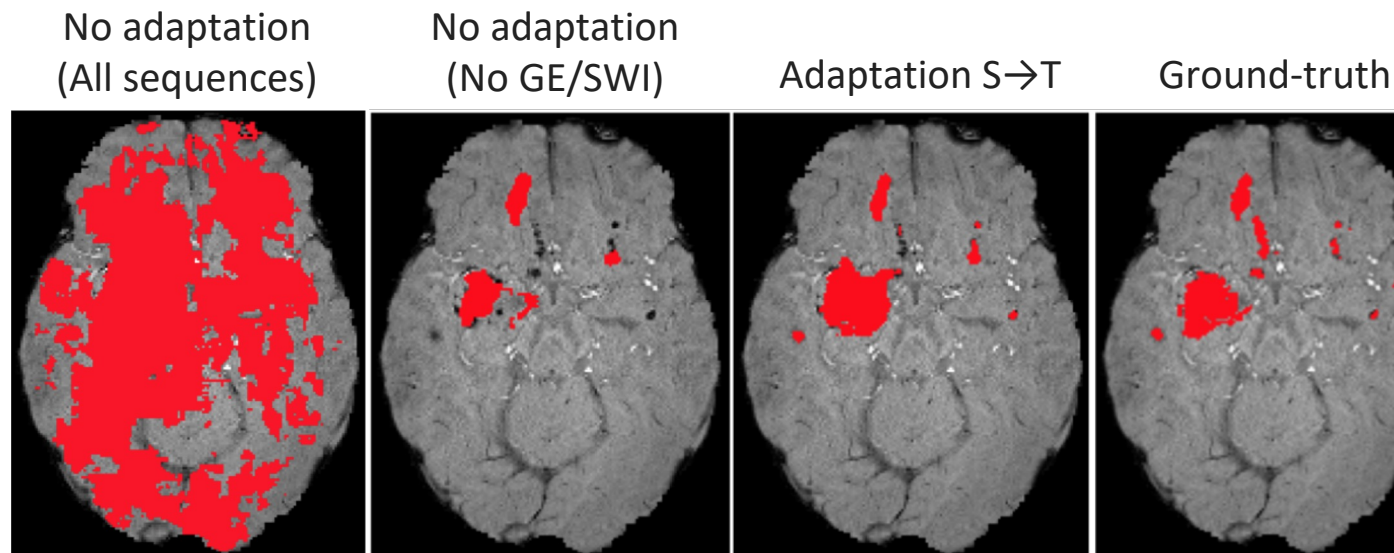 No adaptation
(All sequences)
No adaptation
(No GE/SWI)
Adaptation S→T
Ground-truth